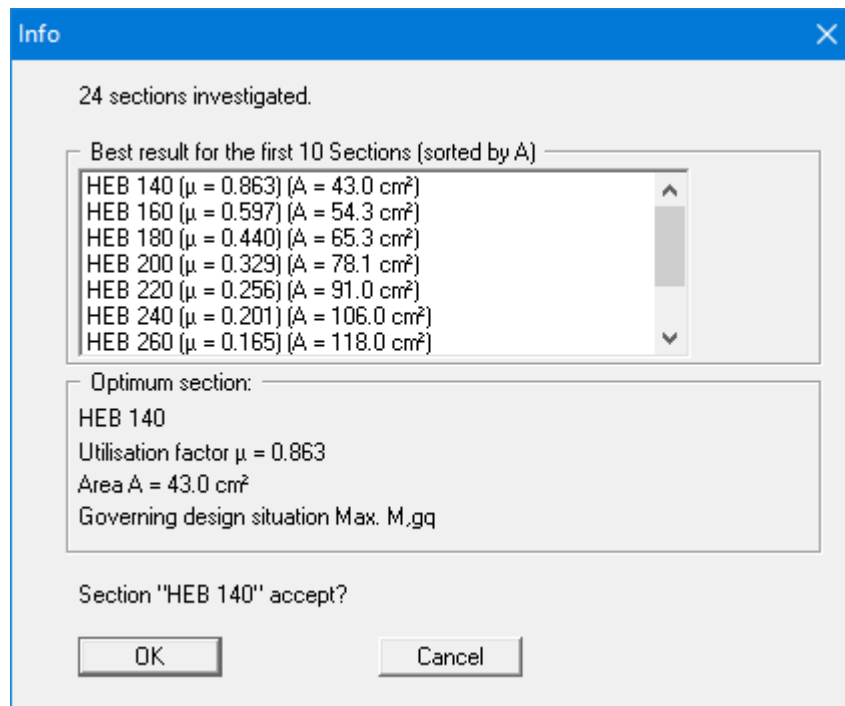 Info
24 sections investigated.
Best result for the first 10 Sections (sorted by A)
HEB 140 (μ = 0.863) (A = 43.0 cm²)
HEB 160 (μ = 0.597) (A = 54.3 cm²)
HEB 180 (μ = 0.440) (A = 65.3 cm²)
HEB 200 (μ = 0.329) (A = 78.1 cm²)
HEB 220 (μ = 0.256) (A = 91.0 cm²)
HEB 240 (μ = 0.201) (A = 106.0 cm²)
HEB 260 (μ = 0.165) (A = 118.0 cm²)
Optimum section:
HEB 140
Utilisation factor μ = 0.863
Area A = 43.0 cm²
Governing design situation Max. M,gq
Section "HEB 140" accept?
OK
Cancel